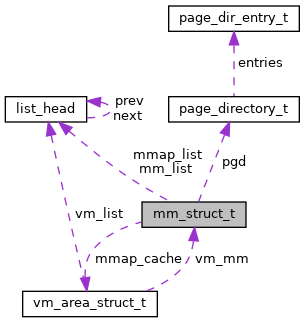 page_dir_entry_t
entries
list_head
prev
next
page_directory_t
mmap_list
mm_list
pgd
vm_list
mm_struct_t
mmap_cache
vm_mm
vm_area_struct_t